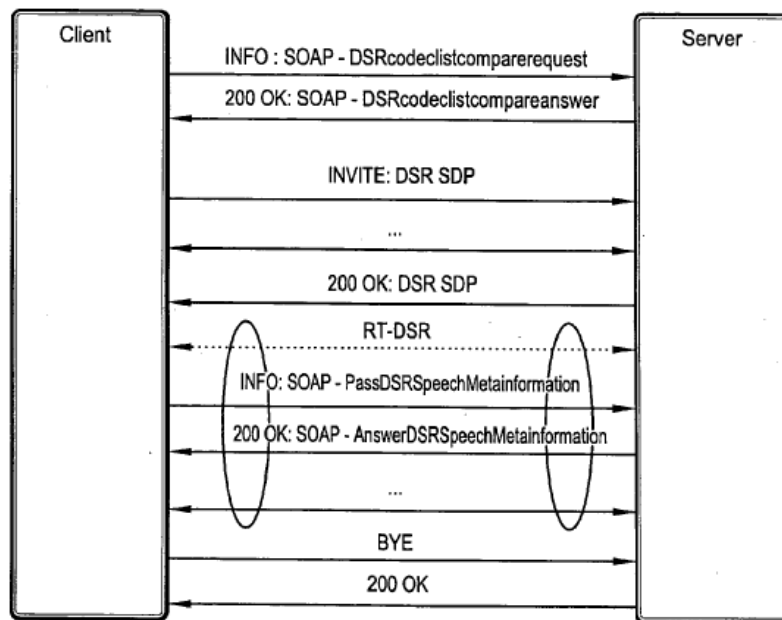 Client
Server
INFO : SOAP - DSRcodeclistcomparerequest
200 OK: SOAP - DSRcodeclistcompareanswer
INVITE: DSR SDP
...
200 OK: DSR SDP
RT-DSR
INFO: SOAP - PassDSRSpeechMetainformation
200 OK: SOAP - AnswerDSRSpeechMetainformation
...
BYE
200 OK